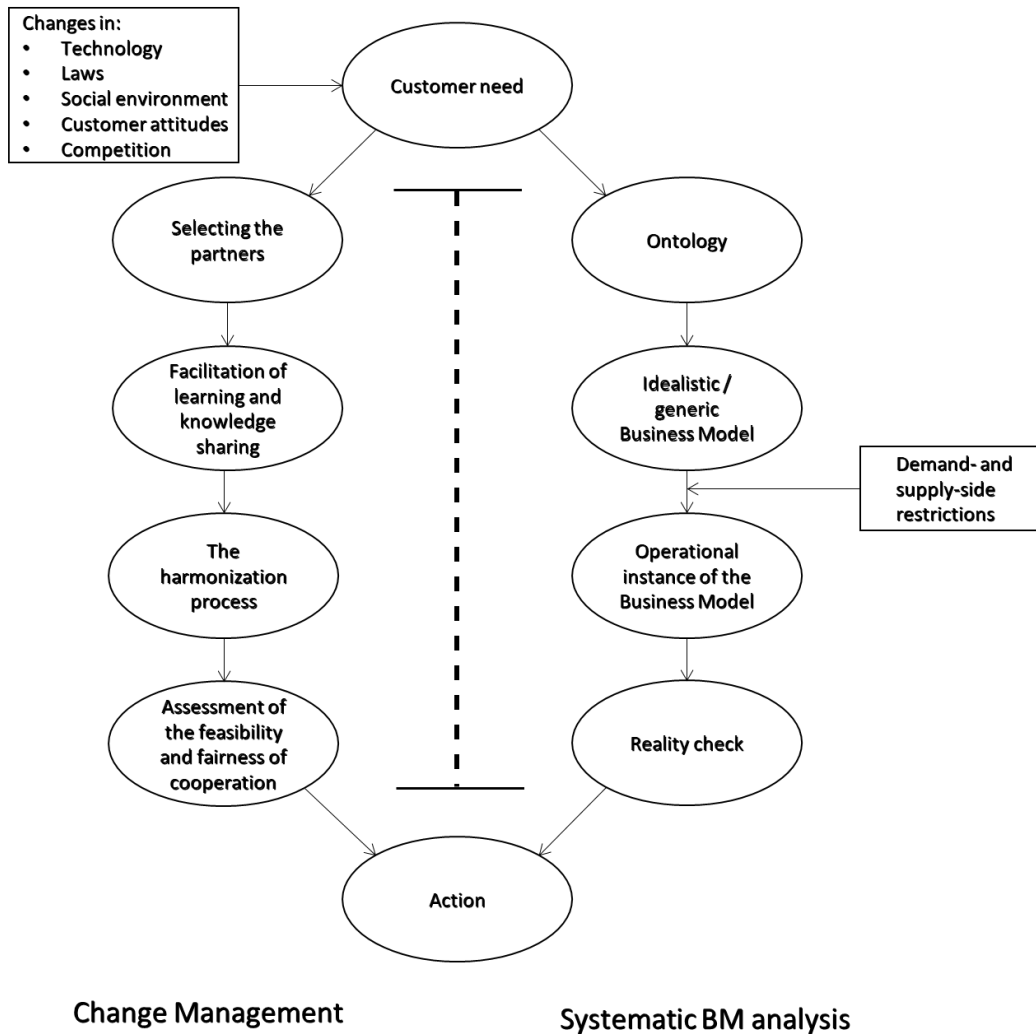 Changes in:
• Technology
• Laws
• Social environment
• Customer attitudes
• Competition
Customer need
Selecting the
partners
Ontology
Facilitation of
learning and
knowledge
sharing
Idealistic /
generic
Business Model
Demand- and
supply-side
restrictions
The
harmonization
process
Operational
instance of the
Business Model
Assessment of
the feasibility
and fairness of
cooperation
Reality check
Action
Change Management
Systematic BM analysis